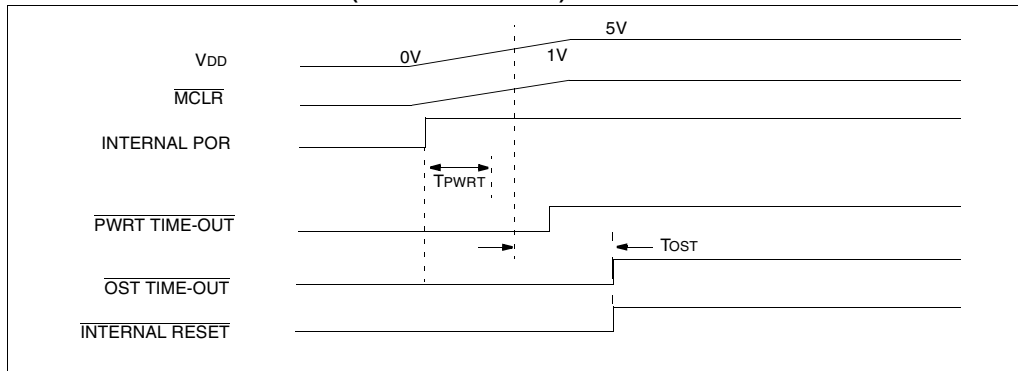 5V
VDD
0V
1V
MCLR
INTERNAL POR
TPWRT
PWRT TIME-OUT
TOST
OST TIME-OUT
INTERNAL RESET